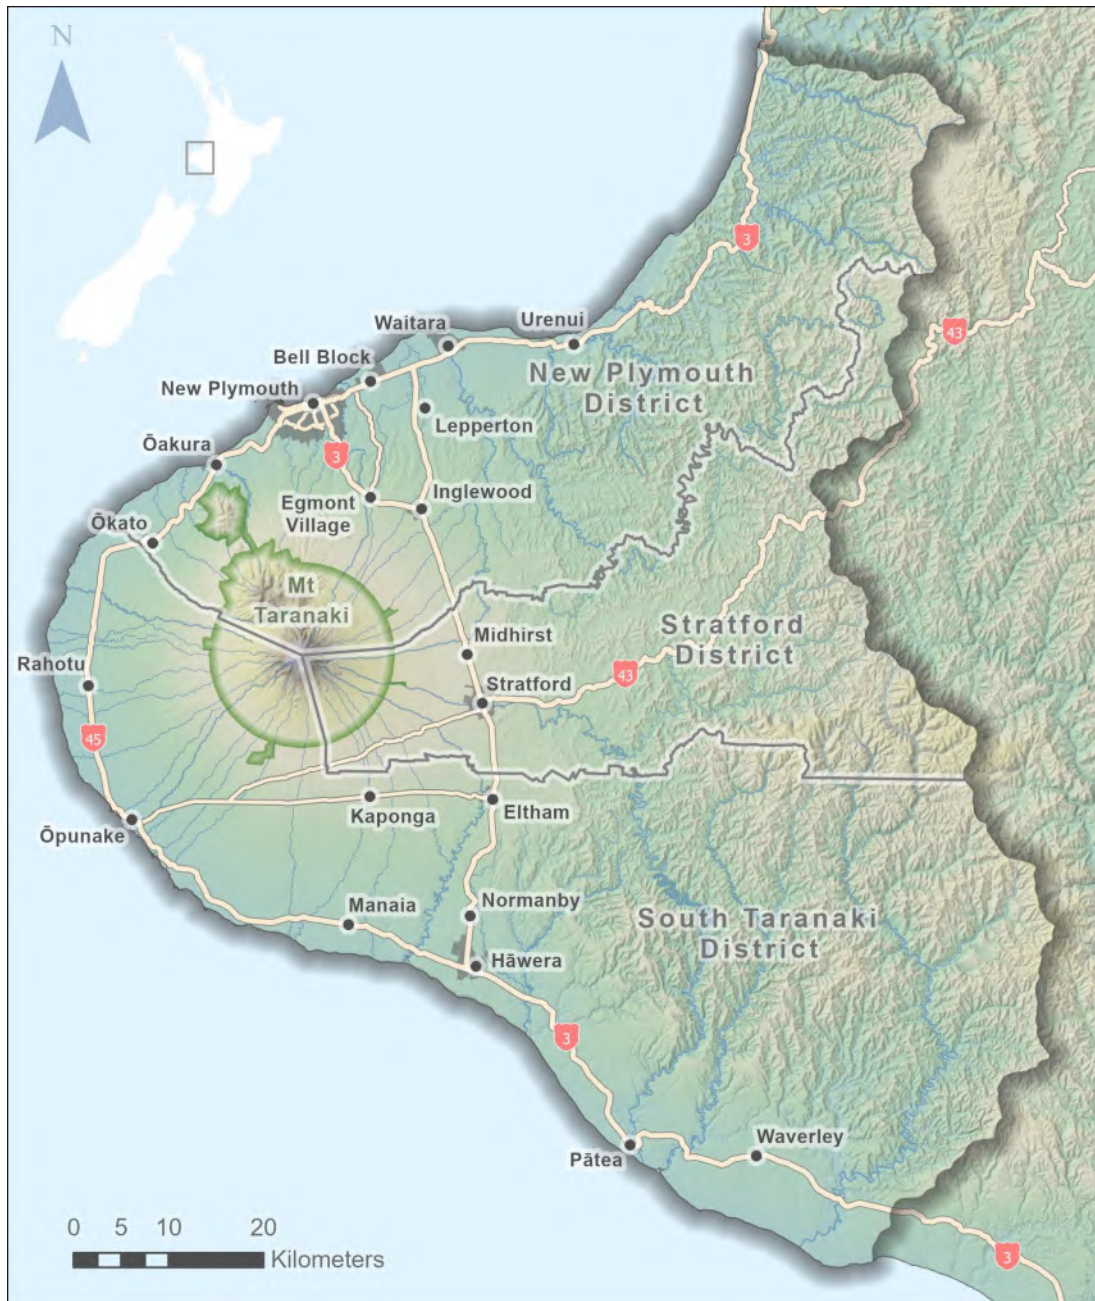 N
3
Waitara
Urenui
43
Bell Block
New Plymouth
District
New Plymouth
Lepperton
Ōakura
3
Egmont
Village
Inglewood
Ōkato
Mt
Taranaki
Midhirst
Stratford
District
Rahotu
43
Stratford
45
Kaponga
Eltham
Ōpunake
Manaia
Normanby
South Taranaki
District
Hāwera
3
Pātea
Waverley
0 5 10 20
Kilometers
3